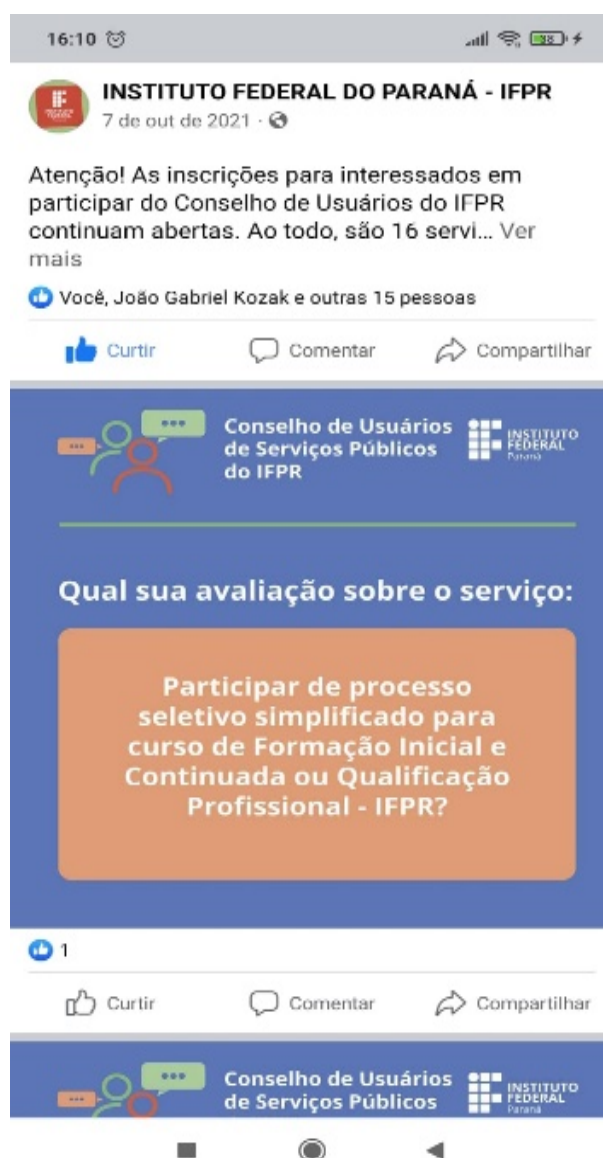 16:10
38
INSTITUTO FEDERAL DO PARANÁ - IFPR
7 de out de 2021 ·
Atenção! As inscrições para interessados em
participar do Conselho de Usuários do IFPR
continuam abertas. Ao todo, são 16 servi... Ver
mais
Você, João Gabriel Kozak e outras 15 pessoas
Curtir Comentar Compartilhar
Conselho de Usuários
de Serviços Públicos
do IFPR
INSTITUTO
FEDERAL
Paraná
Qual sua avaliação sobre o serviço:
Participar de processo
seletivo simplificado para
curso de Formação Inicial e
Continuada ou Qualificação
Profissional - IFPR?
1
Curtir Comentar Compartilhar
Conselho de Usuários
de Serviços Públicos
INSTITUTO
FEDERAL
Paraná